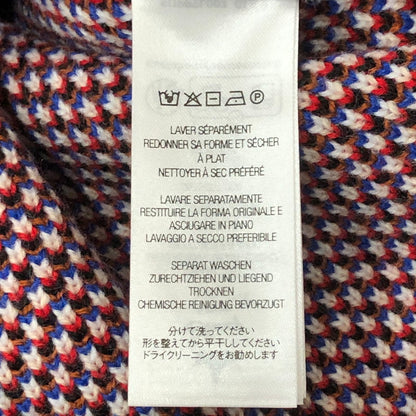 LAVER SÉPARÉMENT
REDONNER SA FORME ET SÉCHER
À PLAT
NETTOYER À SEC PRÉFÉRÉ
LAVARE SEPARATAMENTE
RESTITUIRE LA FORMA ORIGINALE E
ASCIUGARE IN PIANO
LAVAGGIO A SECCO PREFERIBILE
SEPARAT WASCHEN
ZURECHTZIEHEN UND LIEGEND
TROCKNEN
CHEMISCHE REINIGUNG BEVORZUGT
分けて洗ってください
形を整えてから平干ししてください
ドライクリーニングをお勧めします